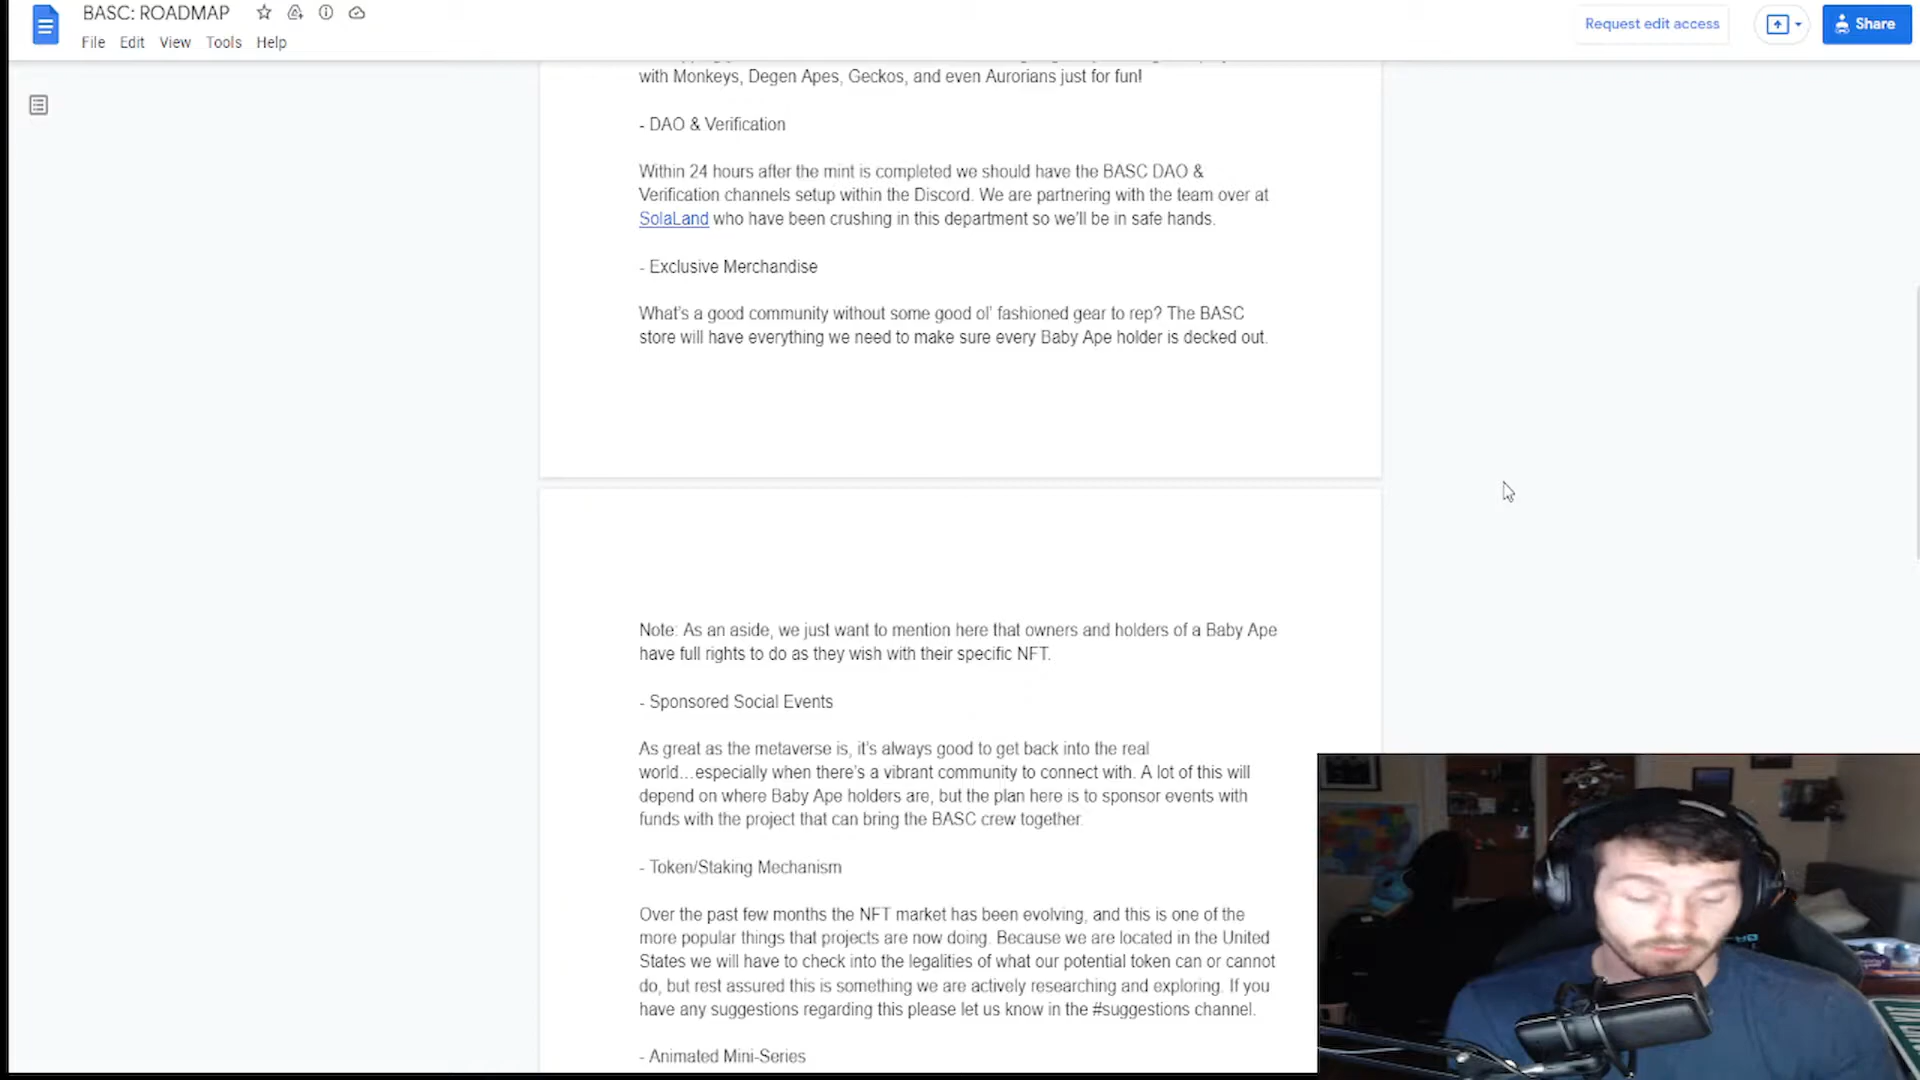 BASC: ROADMAP
File Edit View Tools Help
Request edit access
Share
with Monkeys, Degen Apes, Geckos, and even Aurorians just for fun!
- DAO & Verification
Within 24 hours after the mint is completed we should have the BASC DAO &
Verification channels setup within the Discord. We are partnering with the team over at
SolaLand who have been crushing in this department so we'll be in safe hands.
- Exclusive Merchandise
What's a good community without some good ol' fashioned gear to rep? The BASC
store will have everything we need to make sure every Baby Ape holder is decked out.
Note: As an aside, we just want to mention here that owners and holders of a Baby Ape
have full rights to do as they wish with their specific NFT.
- Sponsored Social Events
As great as the metaverse is, it's always good to get back into the real
world…especially when there's a vibrant community to connect with. A lot of this will
depend on where Baby Ape holders are, but the plan here is to sponsor events with
funds with the project that can bring the BASC crew together.
- Token/Staking Mechanism
Over the past few months the NFT market has been evolving, and this is one of the
more popular things that projects are now doing. Because we are located in the United
States we will have to check into the legalities of what our potential token can or cannot
do, but rest assured this is something we are actively researching and exploring. If you
have any suggestions regarding this please let us know in the #suggestions channel.
- Animated Mini-Series